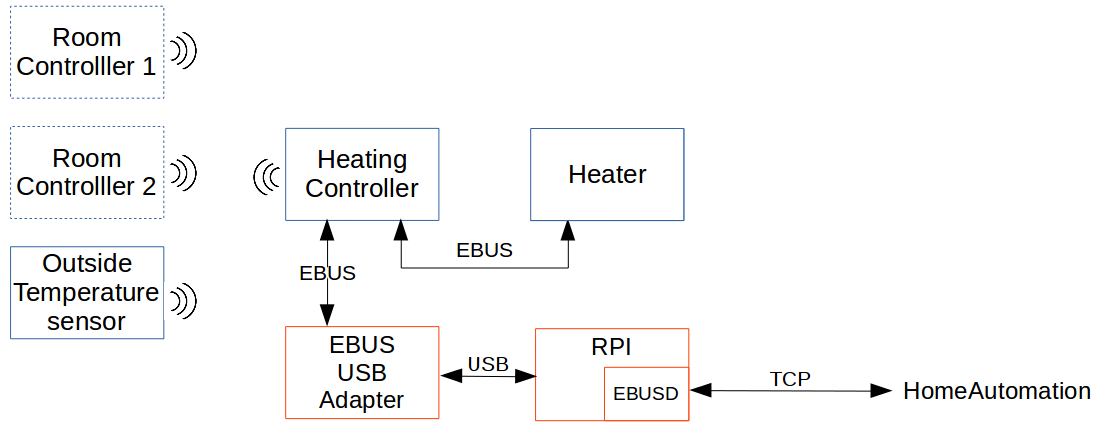 Room
Controlller 1
Room
Controlller 2
Heating
Controller
Heater
EBUS
EBUS
Outside
Temperature
sensor
EBUS
USB
Adapter
USB
RPI
EBUSD
TCP
HomeAutomation